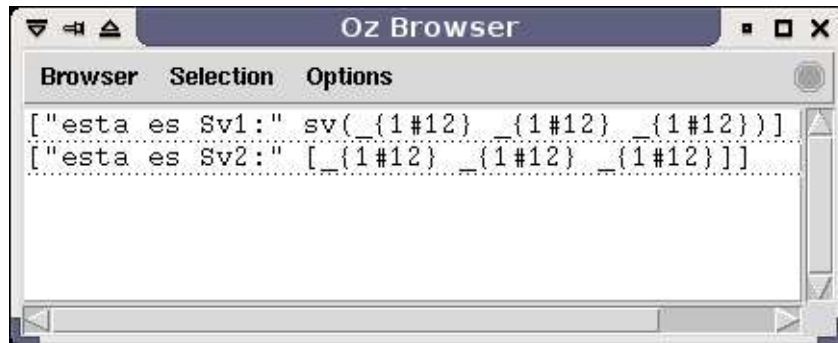 Oz Browser
Browser Selection Options
["esta es Sv1:" sv(_{1#12} _{1#12} _{1#12})]
["esta es Sv2:" [_{1#12} _{1#12} _{1#12}]]